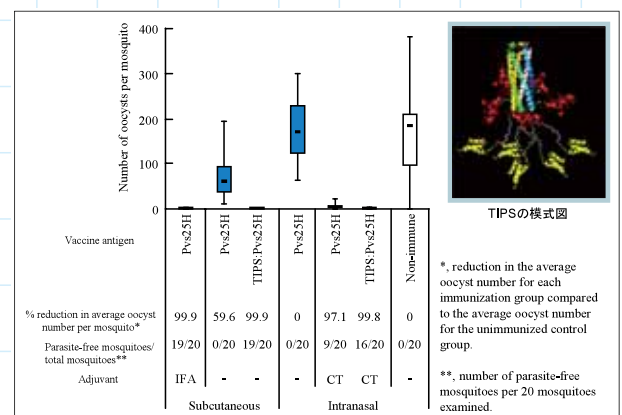 Number of oocysts per mosquito
400
300
200
100
0
TIPSの模式図
Vaccine antigen
Pvs25H
Pvs25H
TIPS:Pvs25H
Pvs25H
Pvs25H
TIPS:Pvs25H
Non-immune
% reduction in average oocyst
number per mosquito*
99.9 59.6 99.9 0 97.1 99.8 0
Parasite-free mosquitoes/
total mosquitoes**
19/20 0/20 19/20 0/20 9/20 16/20 0/20
Adjuvant
IFA - - - CT CT -
Subcutaneous
Intranasal
*, reduction in the average
oocyst number for each
immunization group compared
to the average oocyst number
for the unimmunized control
group.
**, number of parasite-free
mosquitoes per 20 mosquitoes
examined.